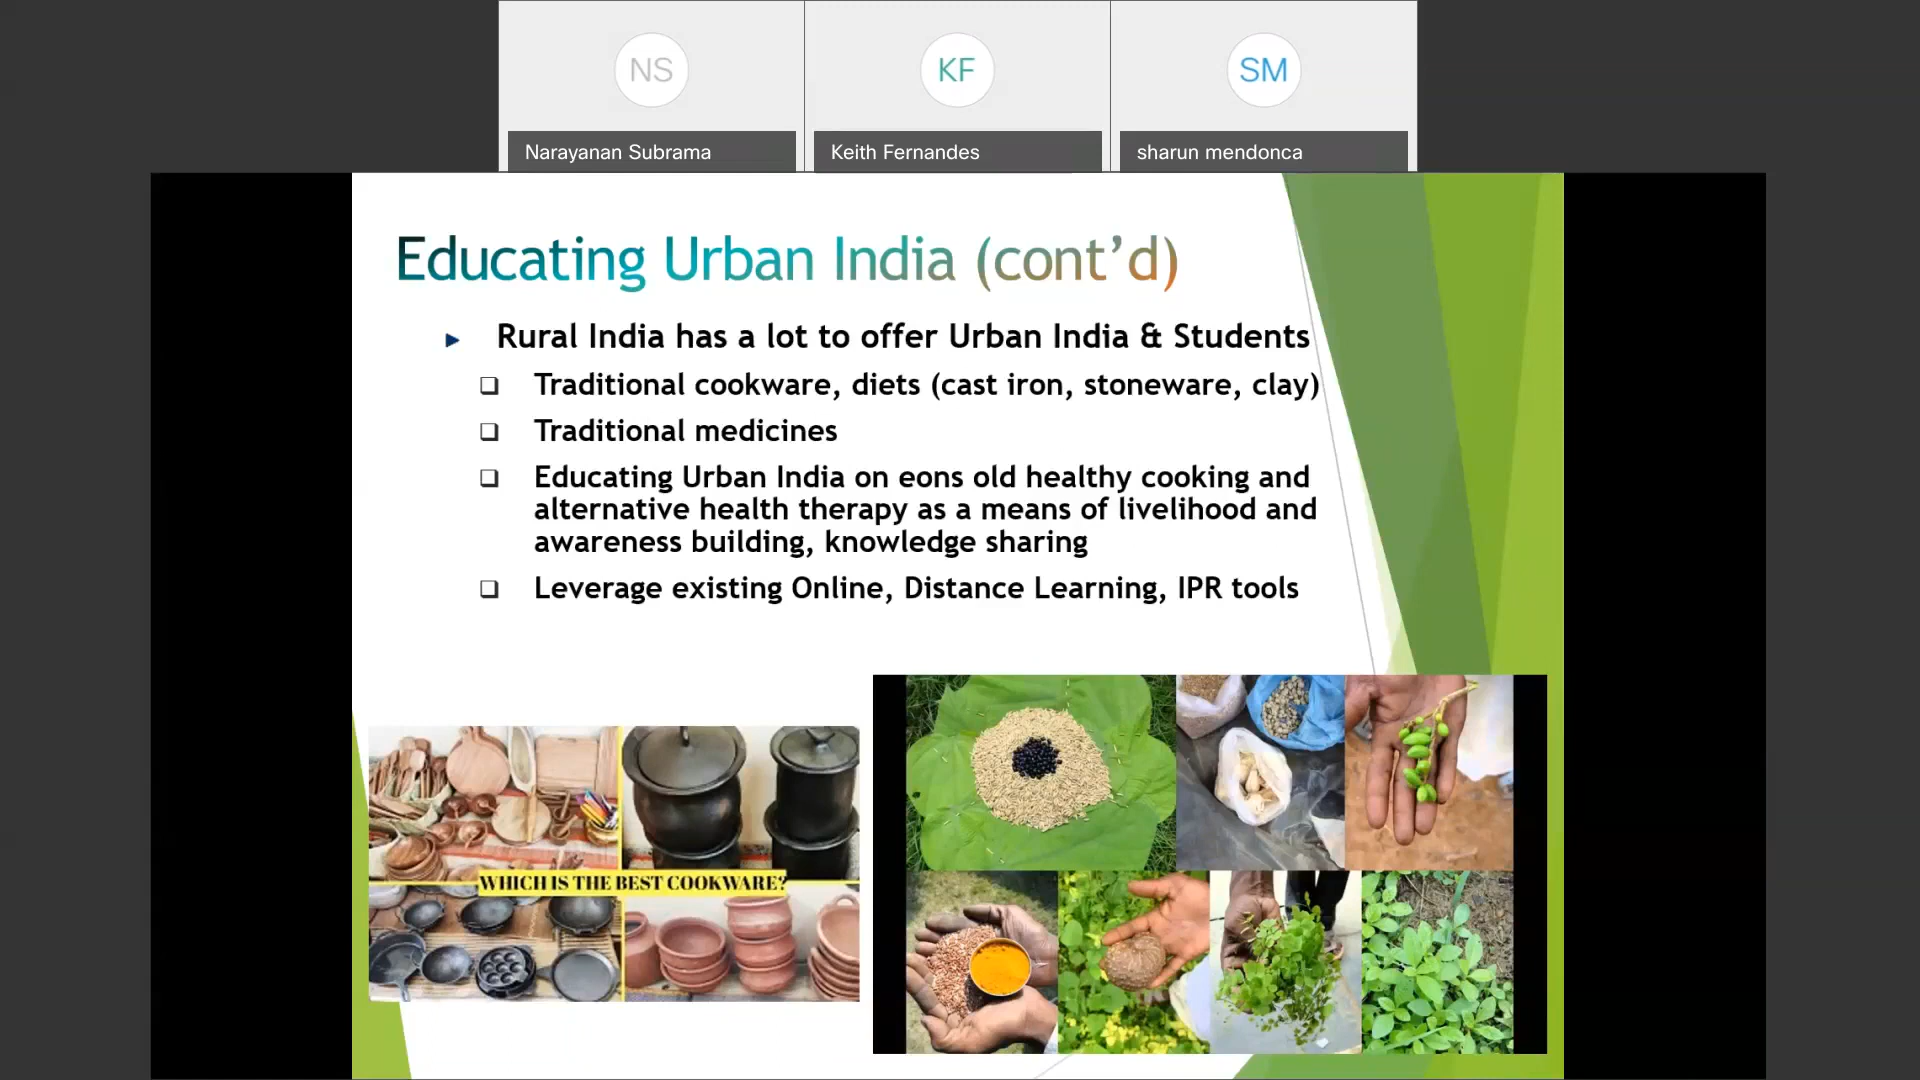 NS
KF
SM
Narayanan Subrama
Keith Fernandes
sharun mendonca
Educating Urban India (cont’d)
Rural India has a lot to offer Urban India & Students
Traditional cookware, diets (cast iron, stoneware, clay)
Traditional medicines
Educating Urban India on eons old healthy cooking and
alternative health therapy as a means of livelihood and
awareness building, knowledge sharing
Leverage existing Online, Distance Learning, IPR tools
WHICH IS THE BEST COOKWARE?